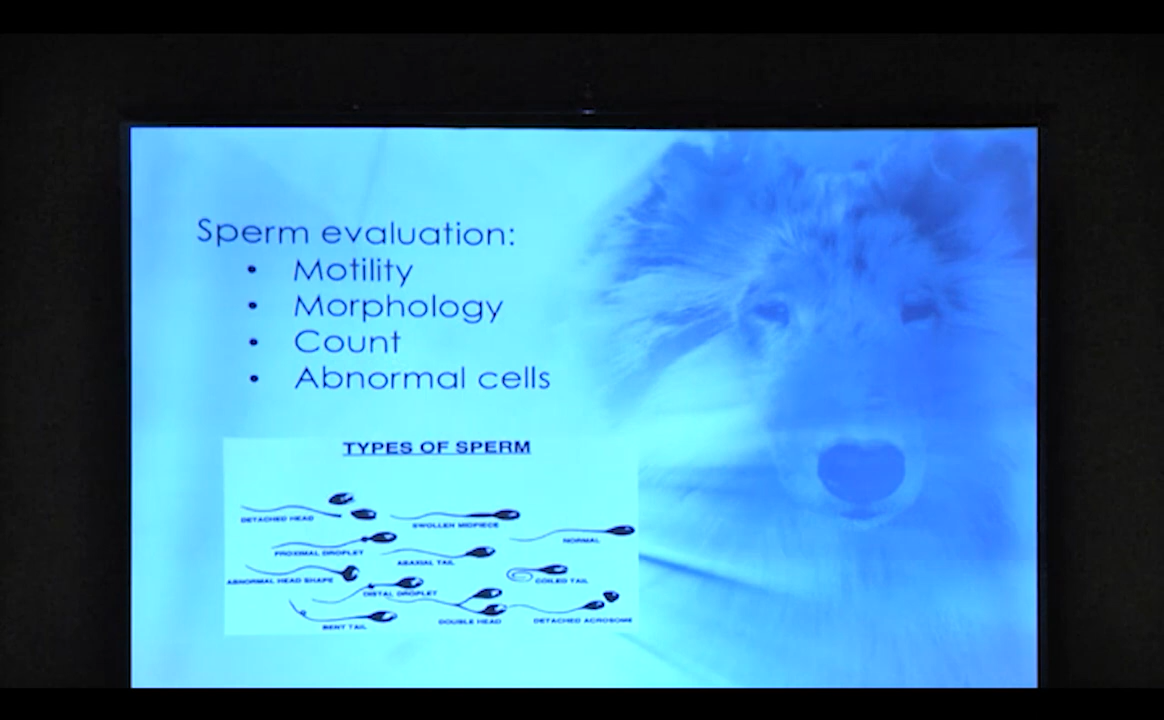 Sperm evaluation:
• Motility
• Morphology
• Count
• Abnormal cells
TYPES OF SPERM
DETACHED HEAD
SWOLLEN MIDPIECE
NORMAL
PROXIMAL DROPLET
ABAXIAL TAIL
ABNORMAL HEAD SHAPE
COILED TAIL
DISTAL DROPLET
BENT TAIL
DOUBLE HEAD
DETACHED ACROSOME